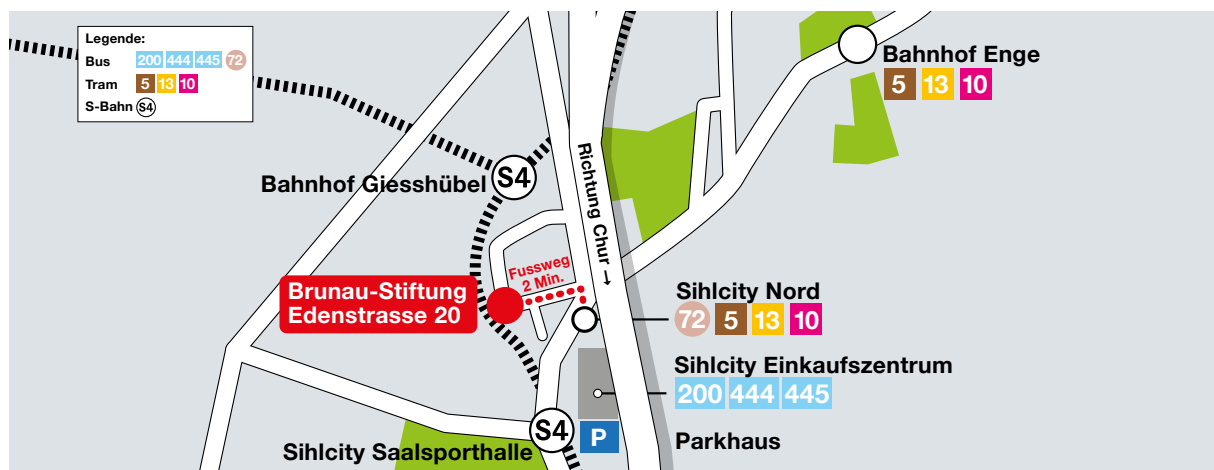 Legende:
Bus 200 444 445 72
Tram 5 13 10
S-Bahn S4
Bahnhof Enge
5 13 10
Richtung Chur →
Bahnhof Giesshübel S4
Fussweg
2 Min.
Brunau-Stiftung
Edenstrasse 20
Sihlcity Nord
72 5 13 10
Sihlcity Einkaufszentrum
200 444 445
Sihlcity Saalsporthalle S4
P Parkhaus